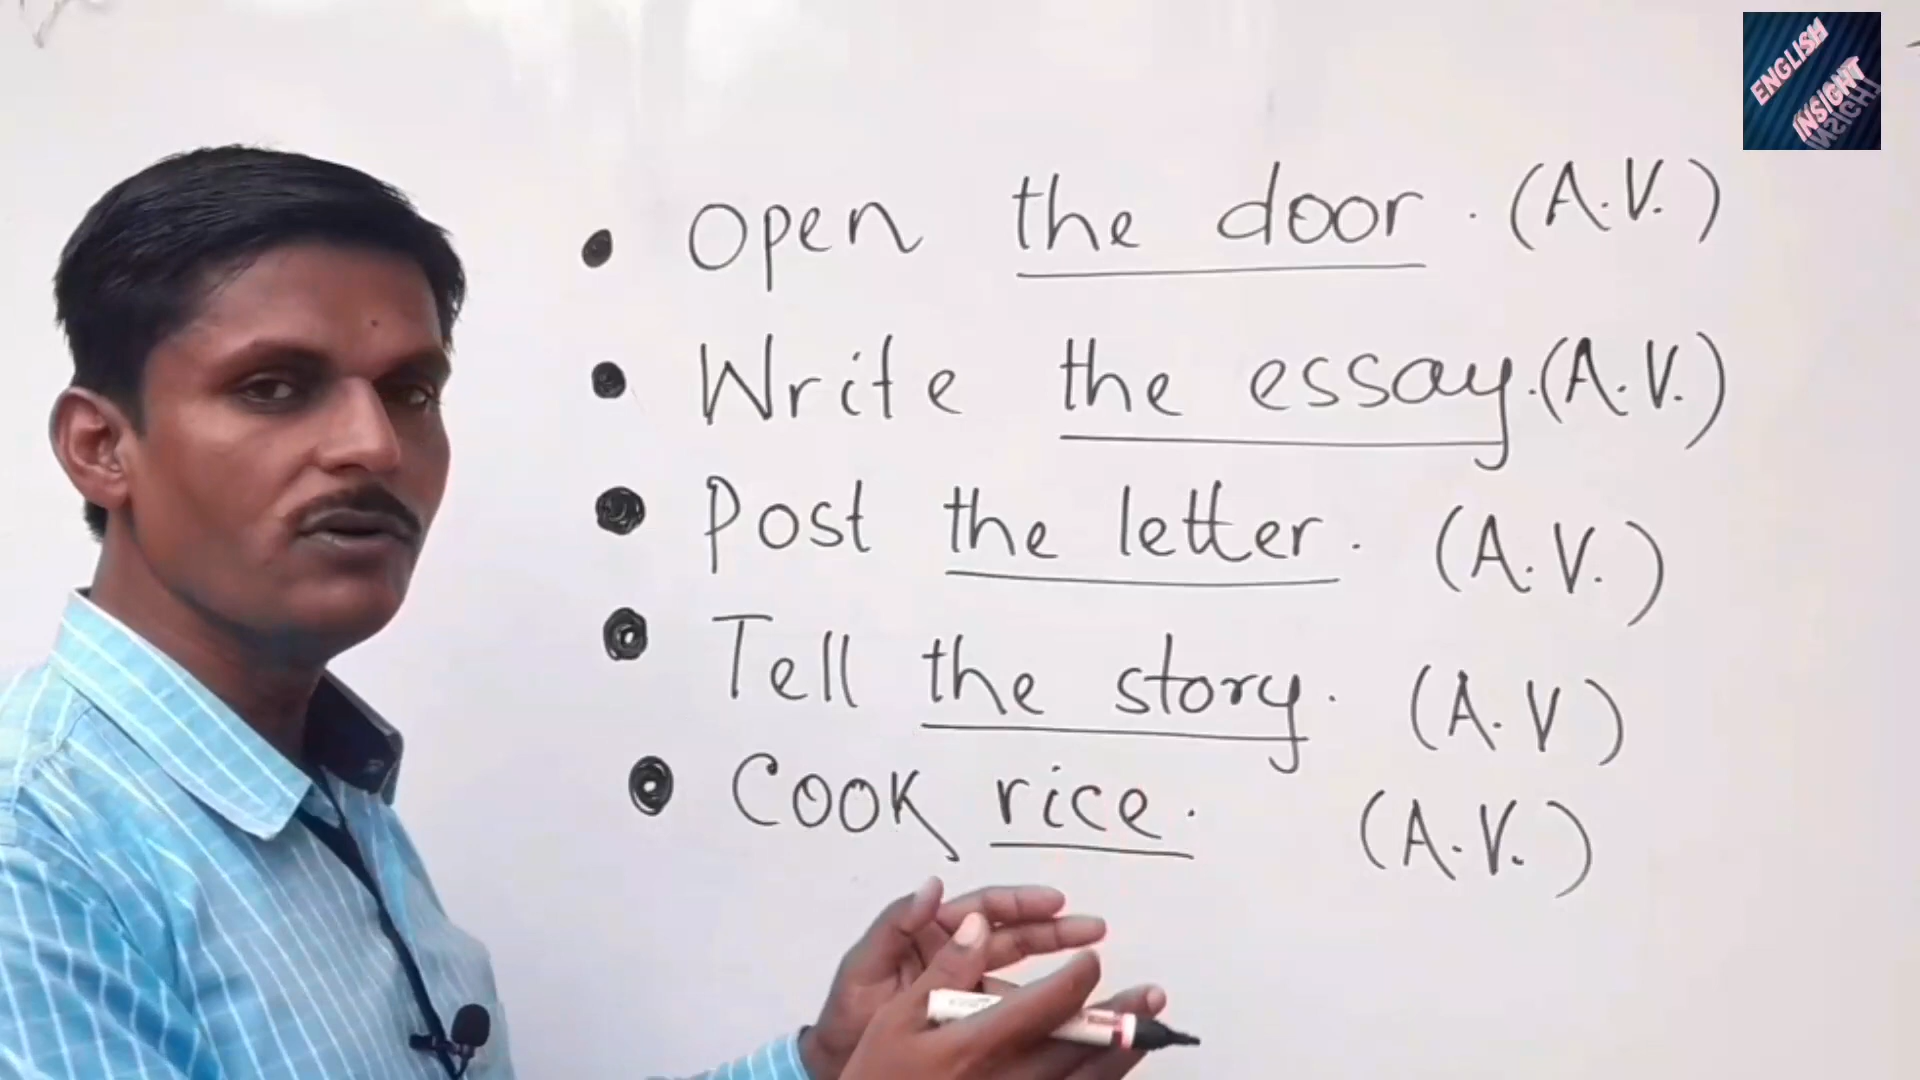 ENGLISH
INSIGHT
• Open the door. (A.V.)
• Write the essay. (A.V.)
• Post the letter. (A.V.)
• Tell the story. (A.V)
• Cook rice. (A.V.)